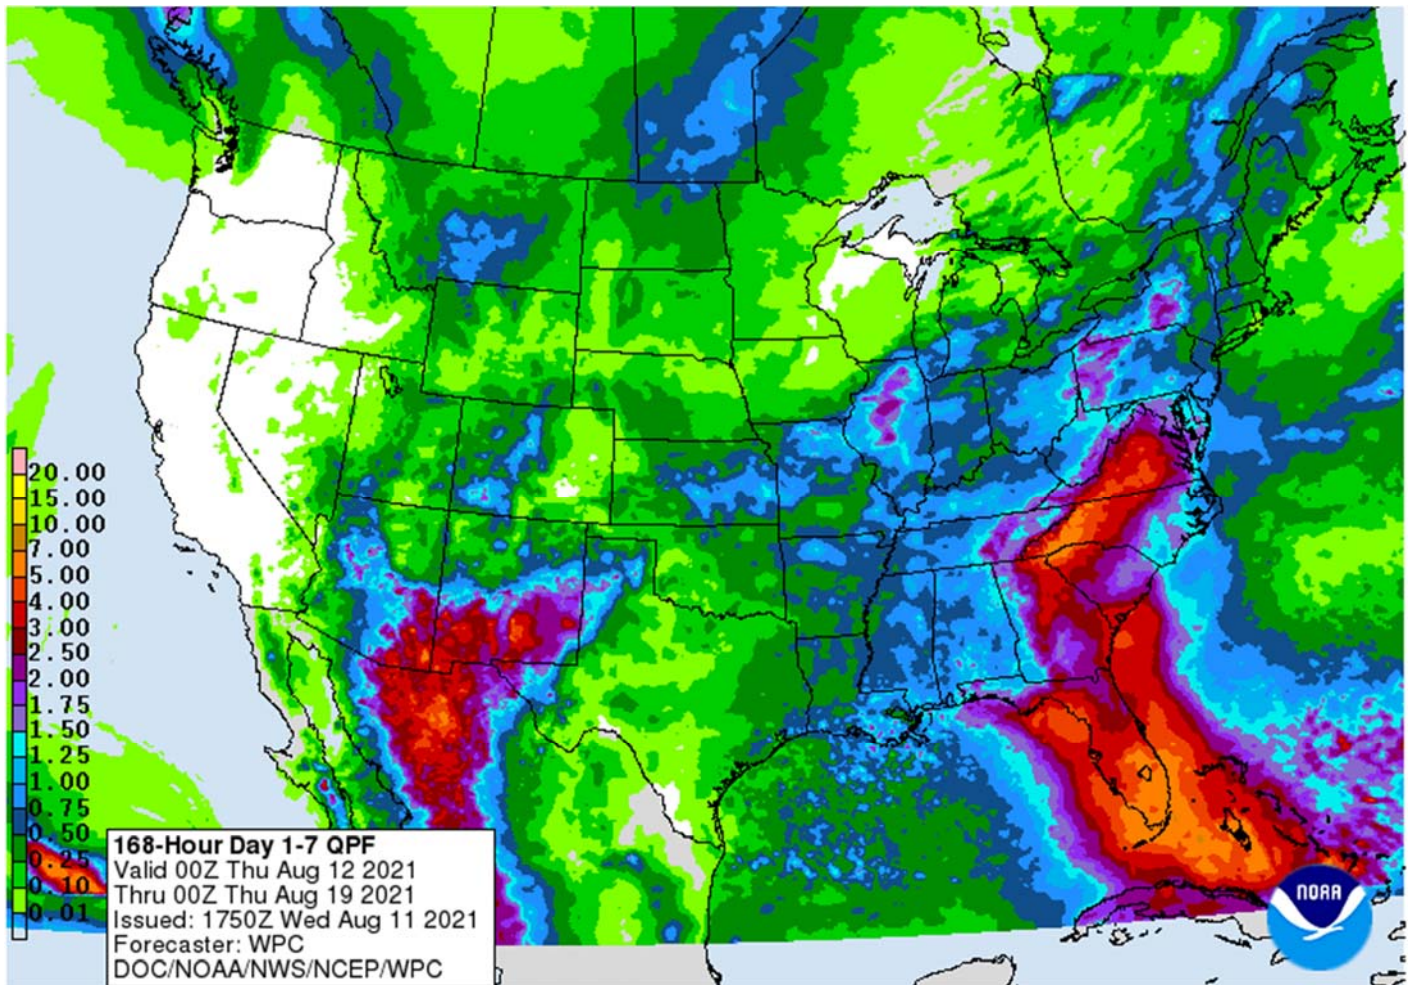 20.00
15.00
10.00
7.00
5.00
4.00
3.00
2.50
2.00
1.75
1.50
1.25
1.00
0.75
0.50
0.25
0.10
0.01
168-Hour Day 1-7 QPF
Valid 00Z Thu Aug 12 2021
Thru 00Z Thu Aug 19 2021
Issued: 1750Z Wed Aug 11 2021
Forecaster: WPC
DOC/NOAA/NWS/NCEP/WPC
NOAA